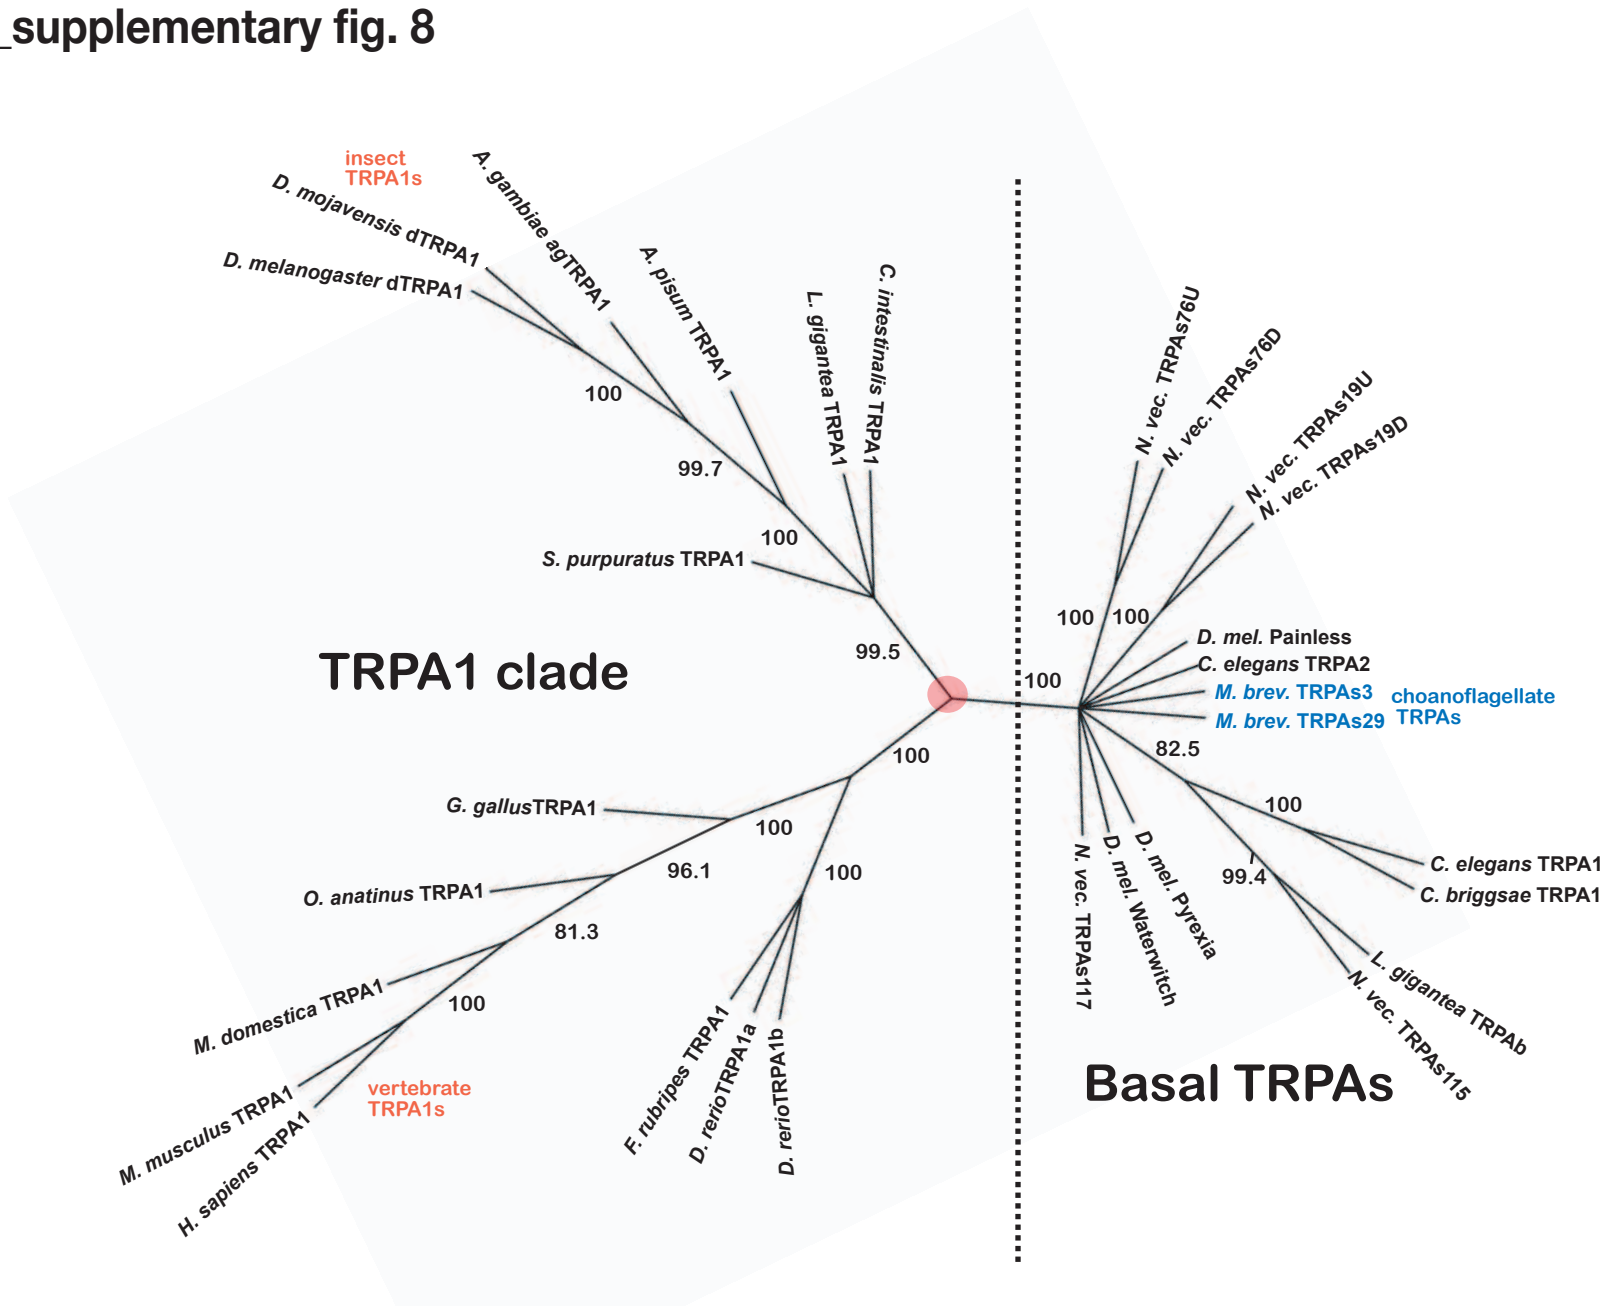 _supplementary fig. 8
insect
TRPA1s
D. mojavensis dTRPA1
D. melanogaster dTRPA1
A. gambiae agTRPA1
A. pisum TRPA1
L. gigantea TRPA1
C. intestinalis TRPA1
100
99.7
100
S. purpuratus TRPA1
99.5
TRPA1 clade
100
G. gallusTRPA1
100
96.1
O. anatinus TRPA1
81.3
100
M. domestica TRPA1
100
M. musculus TRPA1
H. sapiens TRPA1
vertebrate
TRPA1s
F. rubripes TRPA1
D. rerioTRPA1a
D. rerioTRPA1b
N. vec. TRPAs76U
N. vec. TRPAs76D
N. vec. TRPAs19U
N. vec. TRPAs19D
100
100
100
D. mel. Painless
C. elegans TRPA2
M. brev. TRPAs3
M. brev. TRPAs29
choanoflagellate
TRPAs
82.5
100
99.4
C. elegans TRPA1
C. briggsae TRPA1
L. gigantea TRPAb
N. vec. TRPAs115
D. mel. Pyrexia
D. mel. Waterwitch
N. vec. TRPAs117
Basal TRPAs